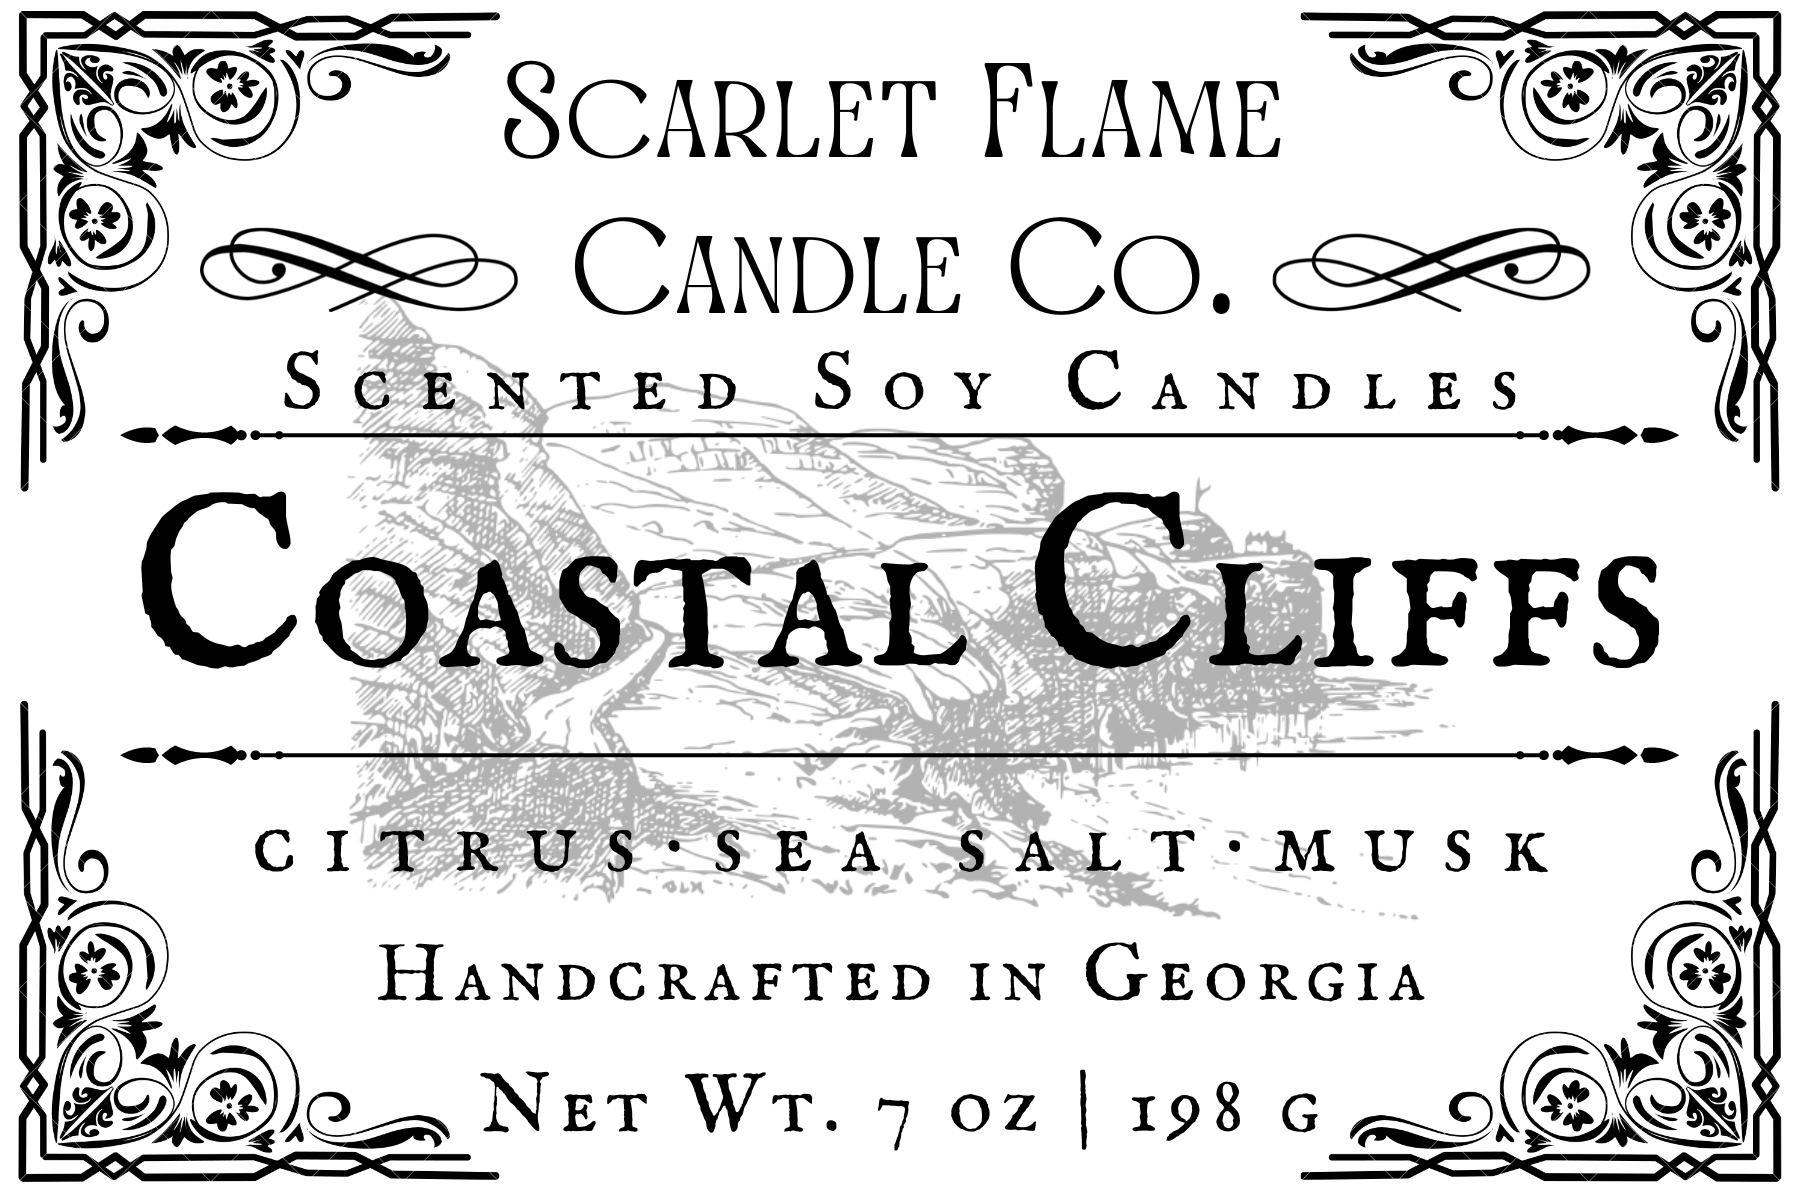 Scarlet Flame
Candle Co.
Scented Soy Candles
Coastal Cliffs
citrus·sea salt·musk
Handcrafted in Georgia
Net Wt. 7 oz | 198 g